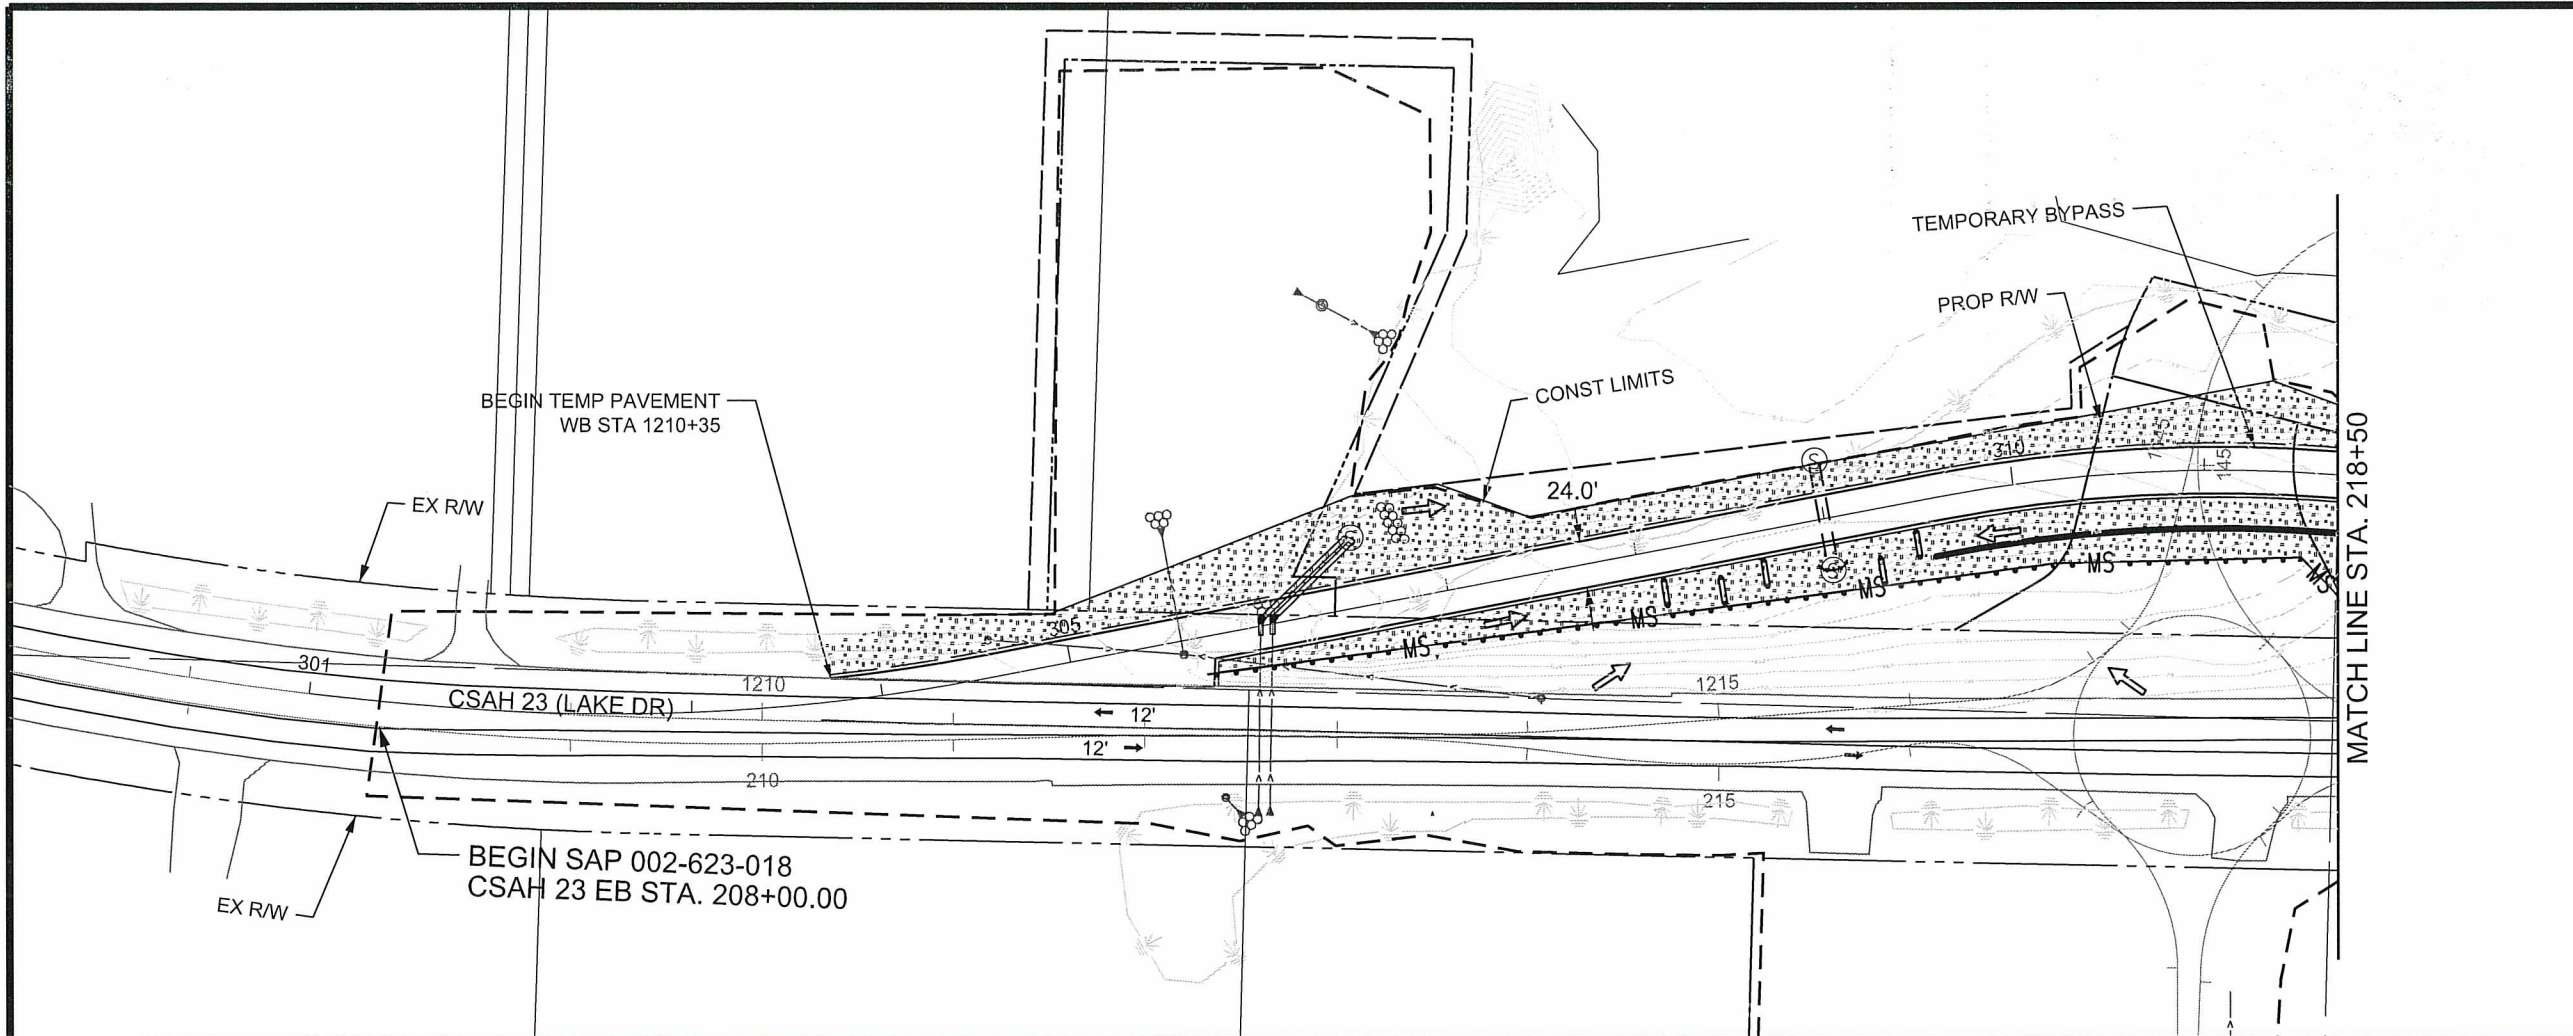 TEMPORARY BYPASS
PROP R/W
CONST LIMITS
BEGIN TEMP PAVEMENT
WB STA 1210+35
EX R/W
24.0'
310
145
MATCH LINE STA. 218+50
S
S
S
MS
MS
MS
MS
MS
305
301
1210
1215
CSAH 23 (LAKE DR)
12'
12'
210
215
BEGIN SAP 002-623-018
CSAH 23 EB STA. 208+00.00
EX R/W